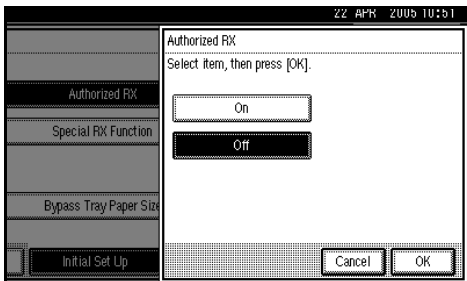 22 APR 2005 10:51
Authorized RX
Select item, then press [OK].
On
Off
Authorized RX
Special RX Function
Bypass Tray Paper Size
Initial Set Up
Cancel
OK